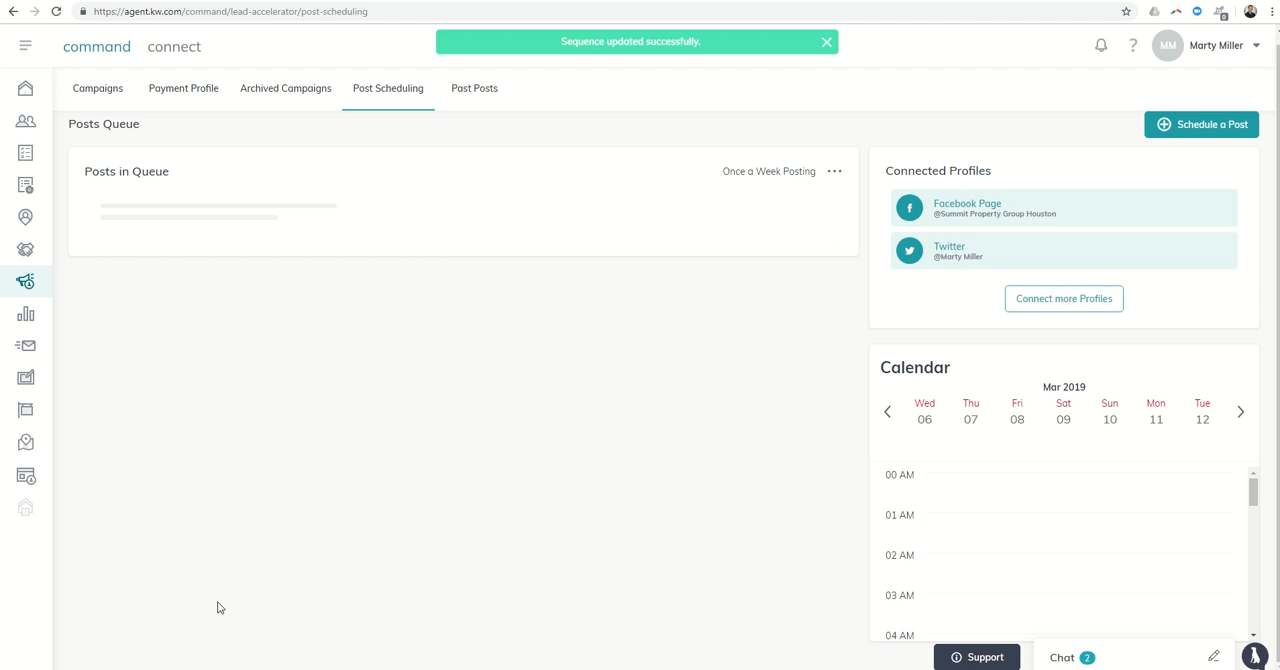 https://agent.kw.com/command/lead-accelerator/post-scheduling
command connect
Sequence updated successfully.
?
MM
Marty Miller
Campaigns Payment Profile Archived Campaigns Post Scheduling Past Posts
Posts Queue
Schedule a Post
Posts in Queue
Once a Week Posting
Connected Profiles
Facebook Page
@Summit Property Group Houston
Twitter
@Marty Miller
Connect more Profiles
Calendar
Mar 2019
Wed Thu Fri Sat Sun Mon Tue
06 07 08 09 10 11 12
00 AM
01 AM
02 AM
03 AM
04 AM
Support
Chat 2